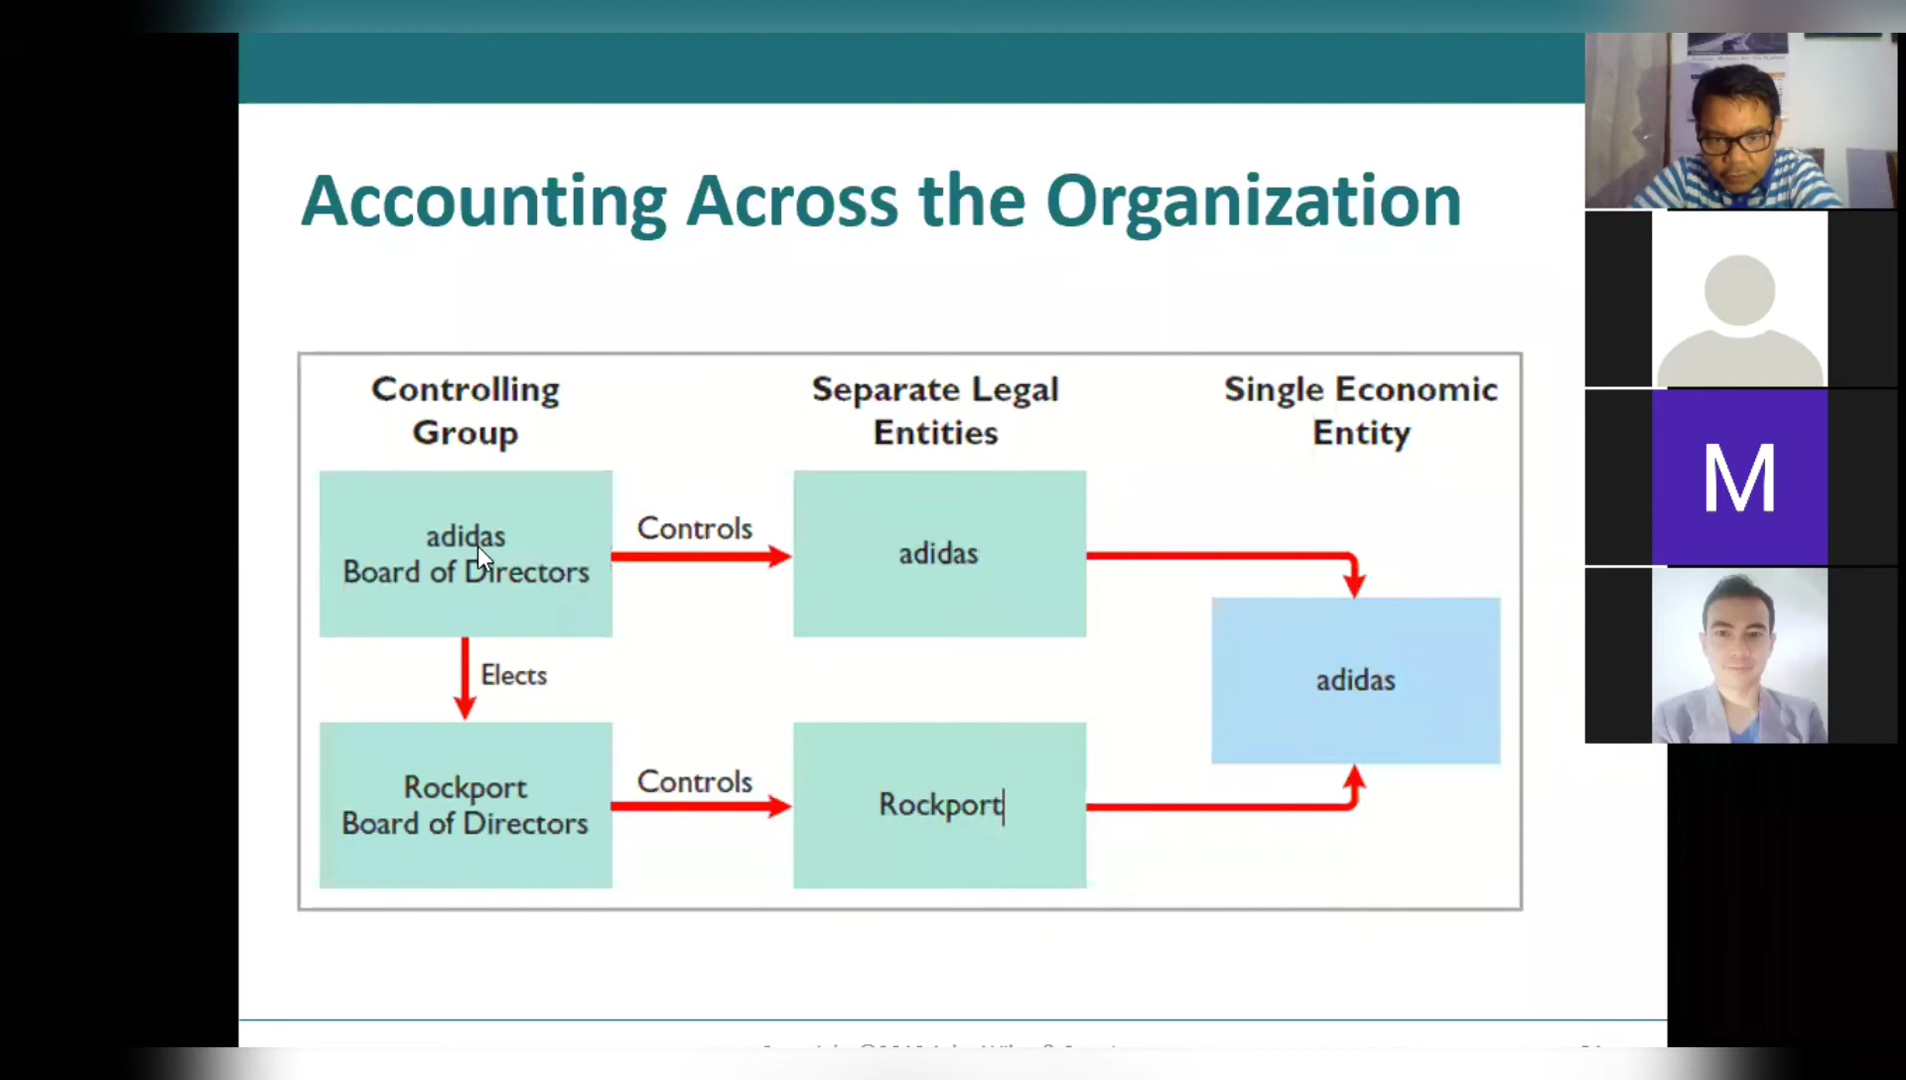 Accounting Across the Organization
Controlling
Group
Separate Legal
Entities
Single Economic
Entity
adidas
Board of Directors
Controls
adidas
Elects
adidas
Rockport
Board of Directors
Controls
Rockport
M